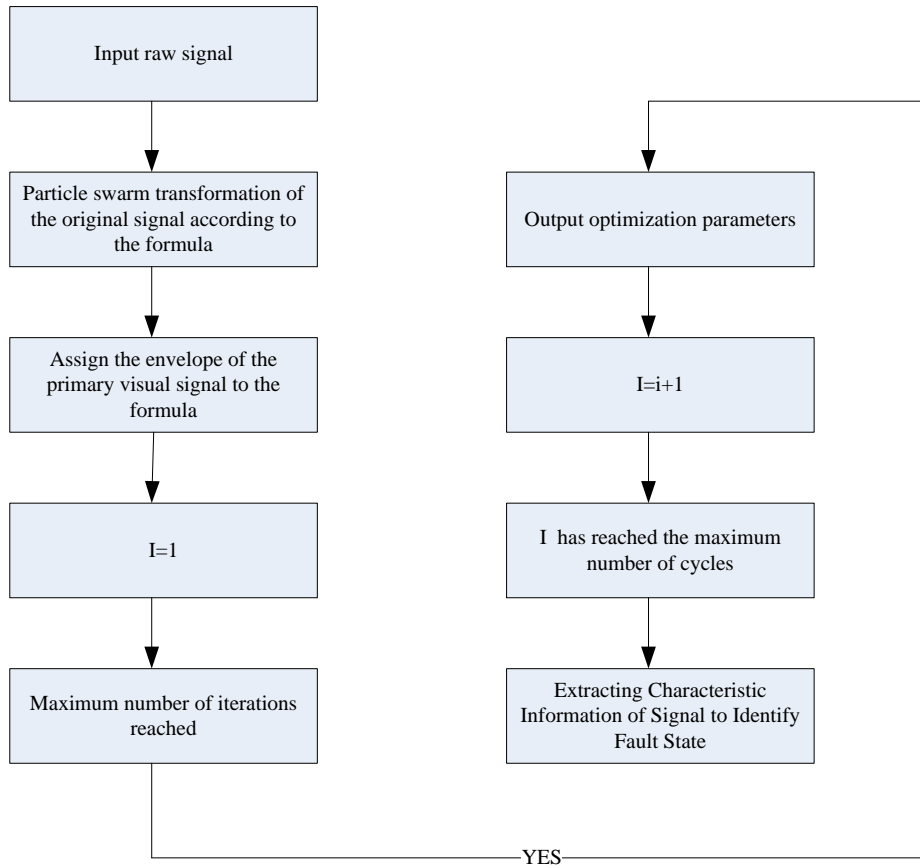 Input raw signal
Particle swarm transformation of
the original signal according to
the formula
Assign the envelope of the
primary visual signal to the
formula
I=1
Maximum number of iterations
reached
YES
Output optimization parameters
I=i+1
I has reached the maximum
number of cycles
Extracting Characteristic
Information of Signal to Identify
Fault State